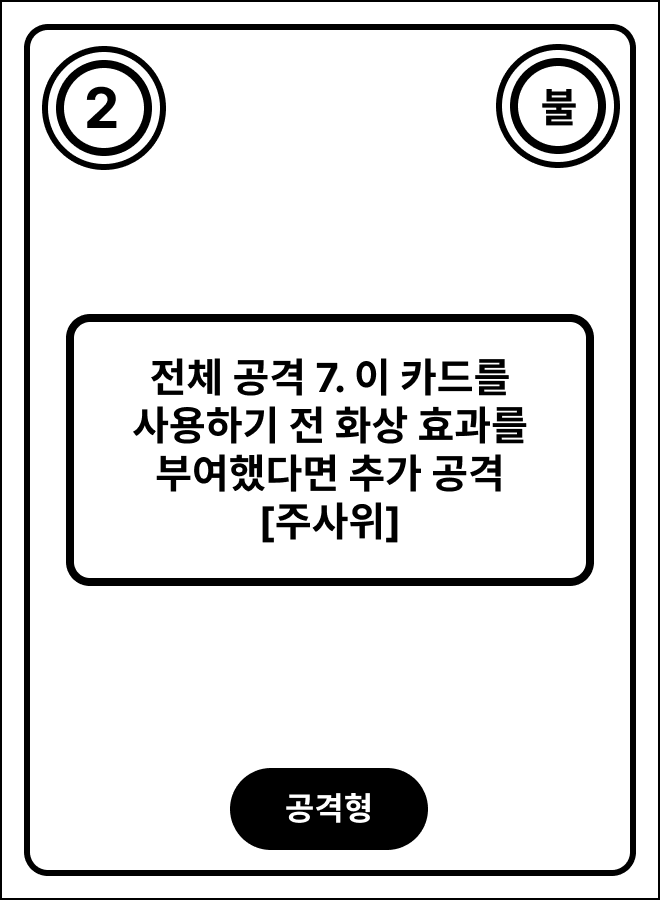 2
불
전체 공격 7. 이 카드를
사용하기 전 화상 효과를
부여했다면 추가 공격
[주사위]
공격형